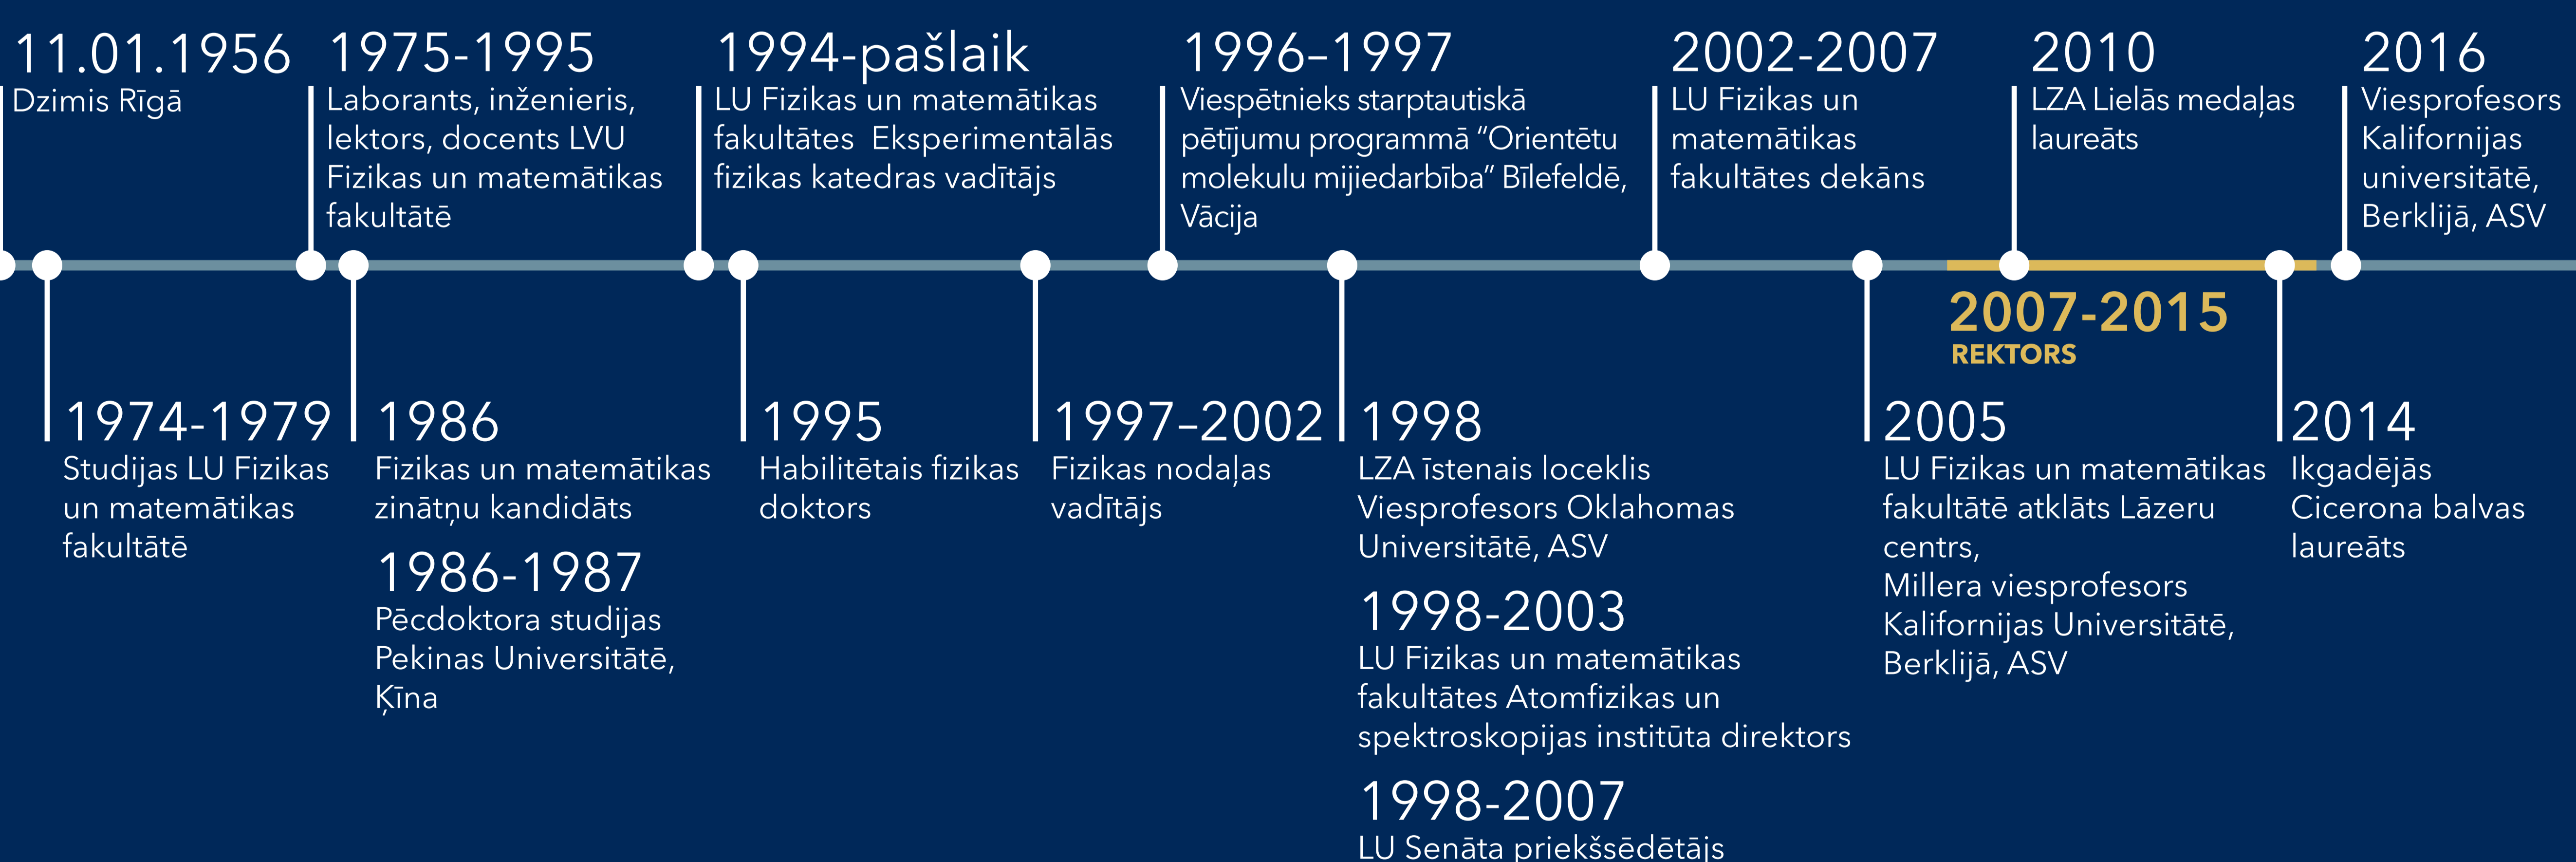 11.01.1956
Dzimis Rīgā
1975-1995
Laborants, inženieris,
lektors, docents LVU
Fizikas un matemātikas
fakultātē
1994-pašlaik
LU Fizikas un matemātikas
fakultātes Eksperimentālās
fizikas katedras vadītājs
1996–1997
Viespētnieks starptautiskā
pētījumu programmā “Orientētu
molekulu mijiedarbība” Bīlefeldē,
Vācija
2002-2007
LU Fizikas un
matemātikas
fakultātes dekāns
2010
LZA Lielās medaļas
laureāts
2016
Viesprofesors
Kalifornijas
universitātē,
Berklijā, ASV
2007-2015
REKTORS
1974-1979
Studijas LU Fizikas
un matemātikas
fakultātē
1986
Fizikas un matemātikas
zinātņu kandidāts
1986-1987
Pēcdoktora studijas
Pekinas Universitātē,
Ķīna
1995
Habilitētais fizikas
doktors
1997–2002
Fizikas nodaļas
vadītājs
1998
LZA īstenais loceklis
Viesprofesors Oklahomas
Universitātē, ASV
1998-2003
LU Fizikas un matemātikas
fakultātes Atomfizikas un
spektroskopijas institūta direktors
1998-2007
LU Senāta priekšsēdētājs
2005
LU Fizikas un matemātikas
fakultātē atklāts Lāzeru
centrs,
Millera viesprofesors
Kalifornijas Universitātē,
Berklijā, ASV
2014
Ikgadējās
Cicerona balvas
laureāts